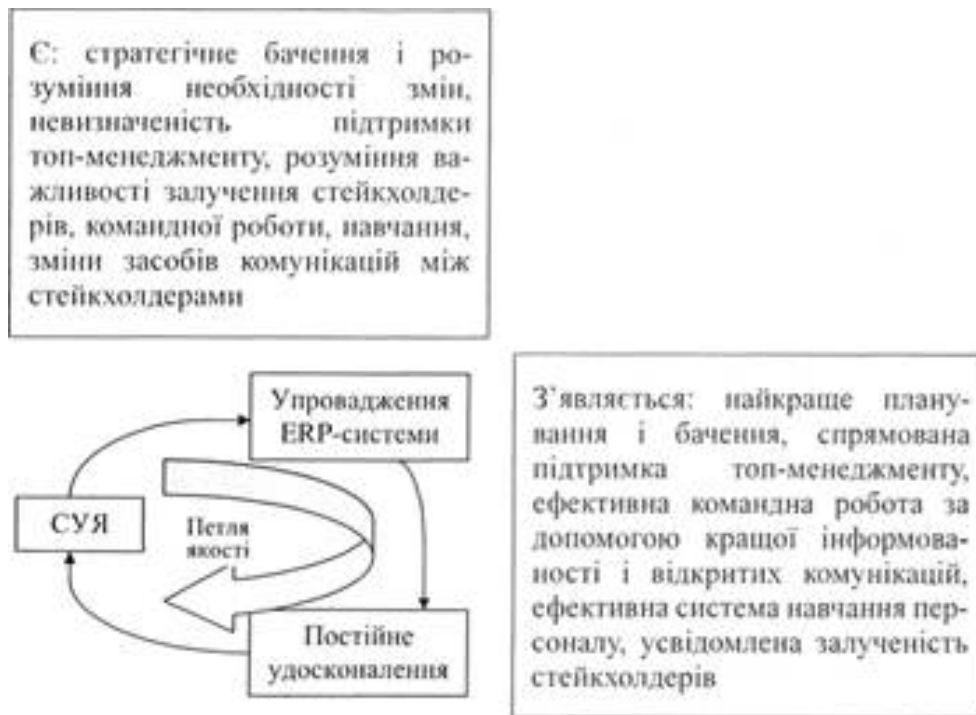 Є: стратегічне бачення і ро-
зуміння необхідності змін,
невизначеність підтримки
топ-менеджменту, розуміння ва-
жливості залучення стейкхолде-
рів, командної роботи, навчання,
зміни засобів комунікацій між
стейкхолдерами
Упровадження
ERP-системи
СУЯ
Петля
якості
Постійне
удосконалення
З’являється: найкраще плану-
вання і бачення, спрямована
підтримка топ-менеджменту,
ефективна командна робота за
допомогою кращої інформова-
ності і відкритих комунікацій,
ефективна система навчання пер-
соналу, усвідомлена залученість
стейкхолдерів